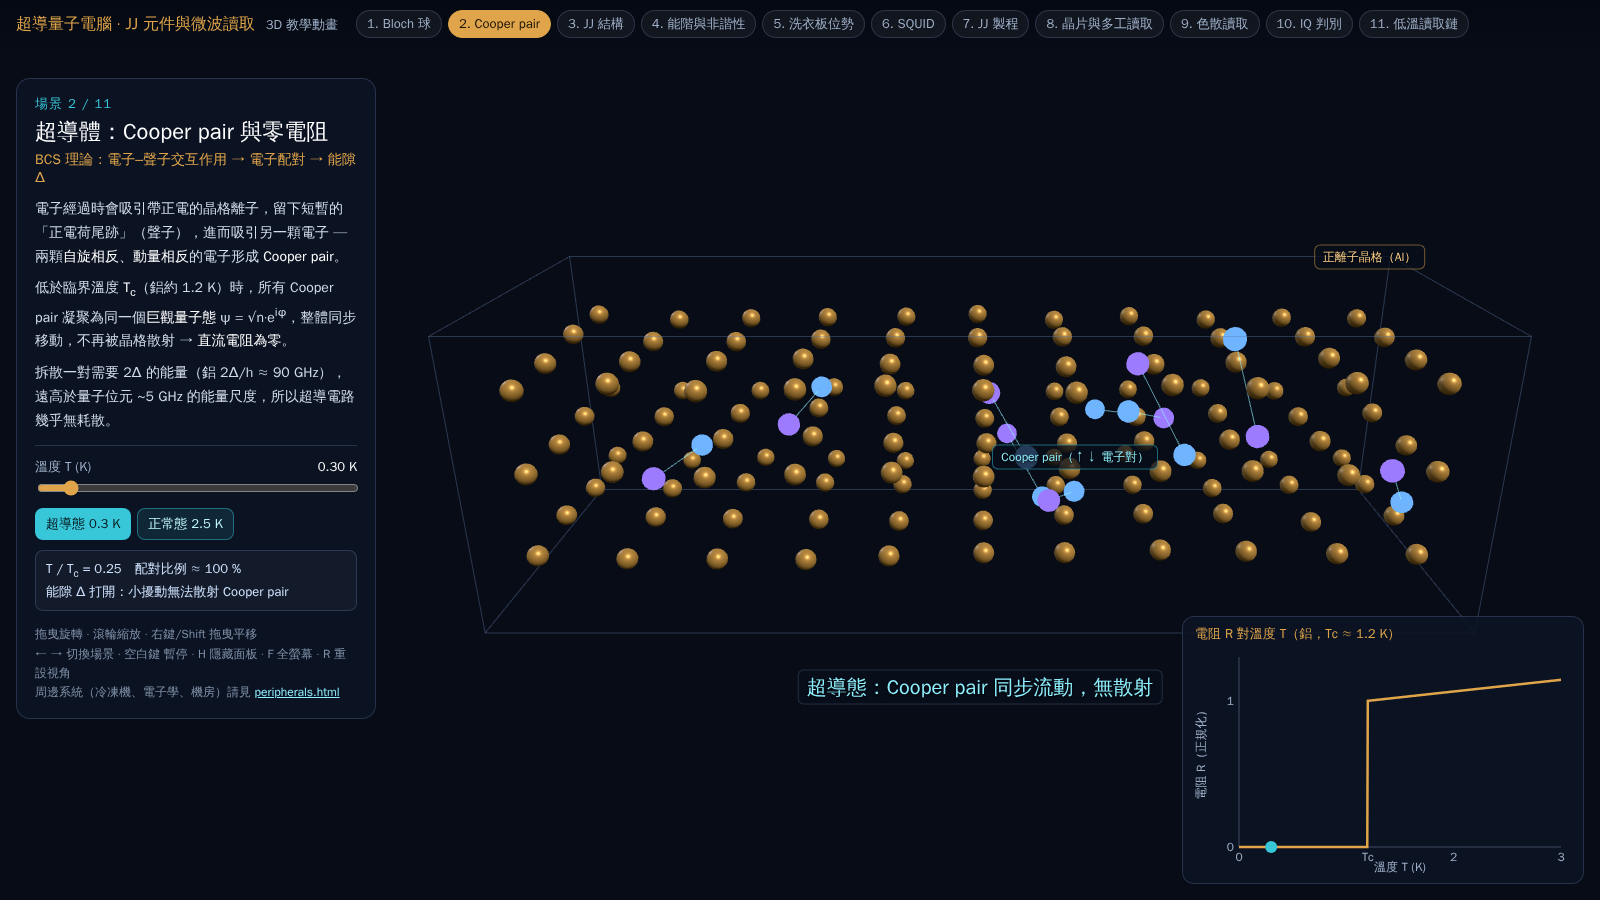 超導量子電腦 · JJ 元件與微波讀取 3D 教學動畫
1. Bloch 球
2. Cooper pair
3. JJ 結構
4. 能階與非諧性
5. 洗衣板位勢
6. SQUID
7. JJ 製程
8. 晶片與多工讀取
9. 色散讀取
10. IQ 判別
11. 低溫讀取鏈
場景 2 / 11
超導體：Cooper pair 與零電阻
BCS 理論：電子–聲子交互作用 → 電子配對 → 能隙
Δ
電子經過時會吸引帶正電的晶格離子，留下短暫的
「正電荷尾跡」（聲子），進而吸引另一顆電子 —
兩顆自旋相反、動量相反的電子形成 Cooper pair。
低於臨界溫度 Tc（鋁約 1.2 K）時，所有 Cooper
pair 凝聚為同一個巨觀量子態 ψ = √n·e^iφ，整體同步
移動，不再被晶格散射 → 直流電阻為零。
拆散一對需要 2Δ 的能量（鋁 2Δ/h ≈ 90 GHz），
遠高於量子位元 ~5 GHz 的能量尺度，所以超導電路
幾乎無耗散。
溫度 T (K) 0.30 K
超導態 0.3 K
正常態 2.5 K
T / Tc = 0.25 配對比例 ≈ 100 %
能隙 Δ 打開：小擾動無法散射 Cooper pair
拖曳旋轉 · 滾輪縮放 · 右鍵/Shift 拖曳平移
← → 切換場景 · 空白鍵 暫停 · H 隱藏面板 · F 全螢幕 · R 重
設視角
周邊系統（冷凍機、電子學、機房）請見 peripherals.html
正離子晶格（Al）
Cooper pair（↑ ↓ 電子對）
超導態：Cooper pair 同步流動，無散射
電阻 R 對溫度 T（鋁，Tc ≈ 1.2 K）
電阻 R（正規化）
1
0
0 Tc 2 3
溫度 T (K)